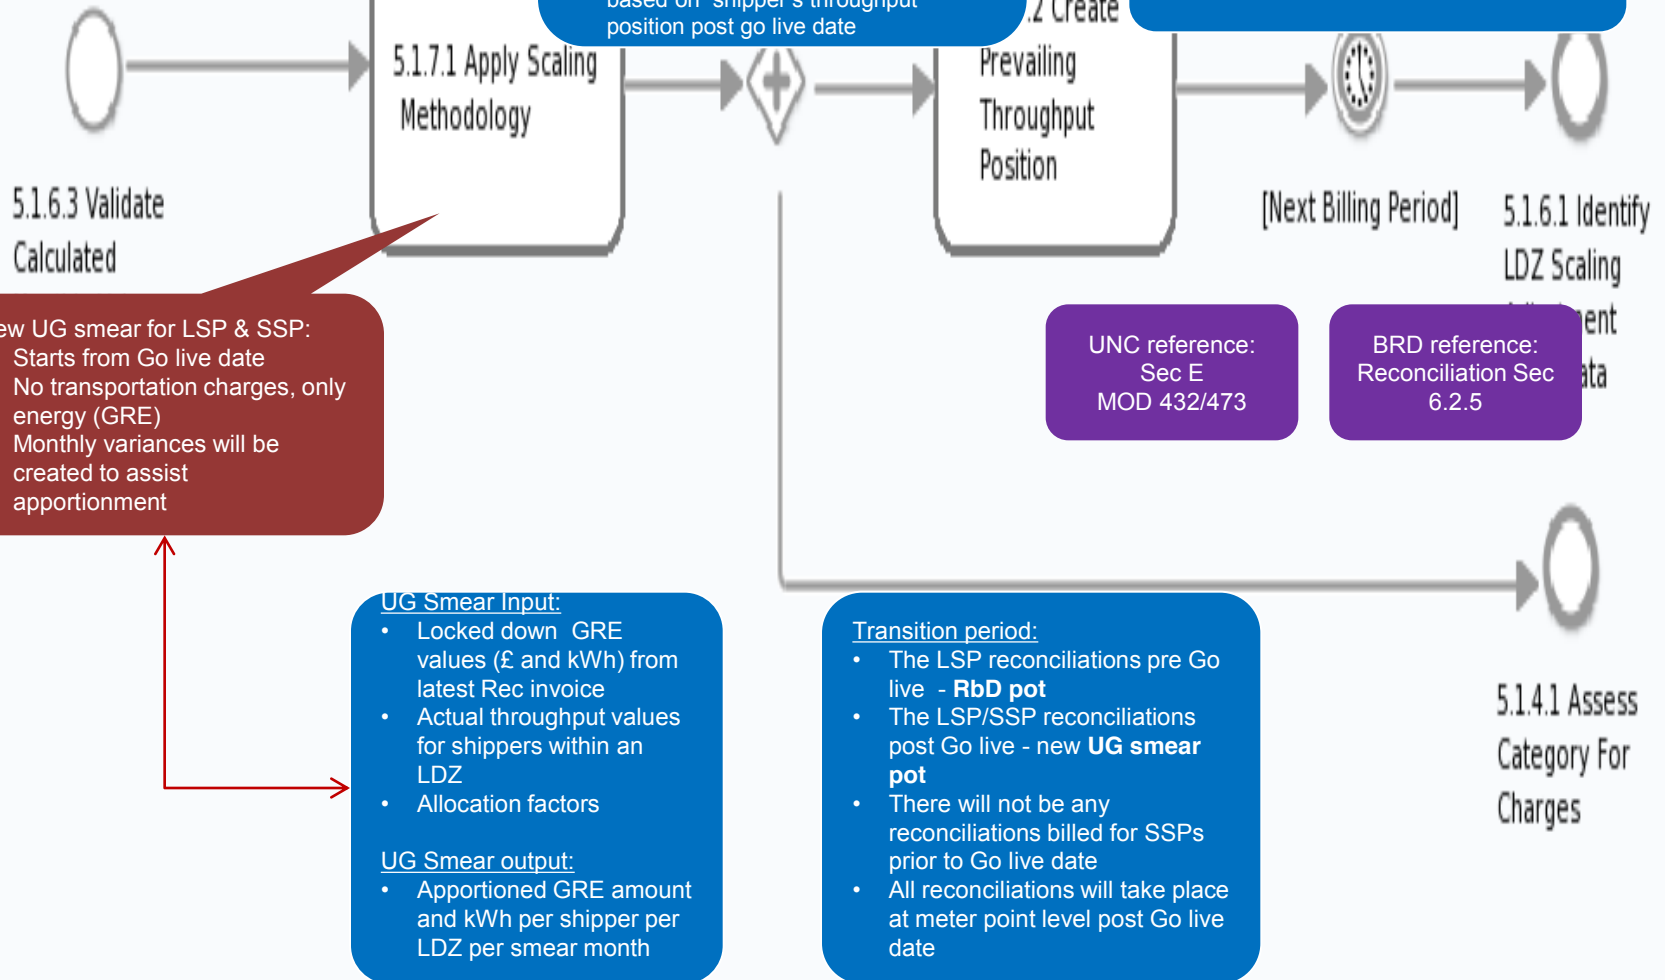 based on shipper's throughput
position post go live date
5.1.7.1 Apply Scaling
Methodology
.2 Create
Prevailing
Throughput
Position
5.1.6.3 Validate
Calculated
[Next Billing Period]
5.1.6.1 Identify
LDZ Scaling
ew UG smear for LSP & SSP:
Starts from Go live date
No transportation charges, only
energy (GRE)
Monthly variances will be
created to assist
apportionment
UNC reference:
Sec E
MOD 432/473
BRD reference:
Reconciliation Sec
6.2.5
UG Smear Input:
• Locked down GRE
values (£ and kWh) from
latest Rec invoice
• Actual throughput values
for shippers within an
LDZ
• Allocation factors
UG Smear output:
• Apportioned GRE amount
and kWh per shipper per
LDZ per smear month
Transition period:
• The LSP reconciliations pre Go
live - RbD pot
• The LSP/SSP reconciliations
post Go live - new UG smear
pot
• There will not be any
reconciliations billed for SSPs
prior to Go live date
• All reconciliations will take place
at meter point level post Go live
date
5.1.4.1 Assess
Category For
Charges